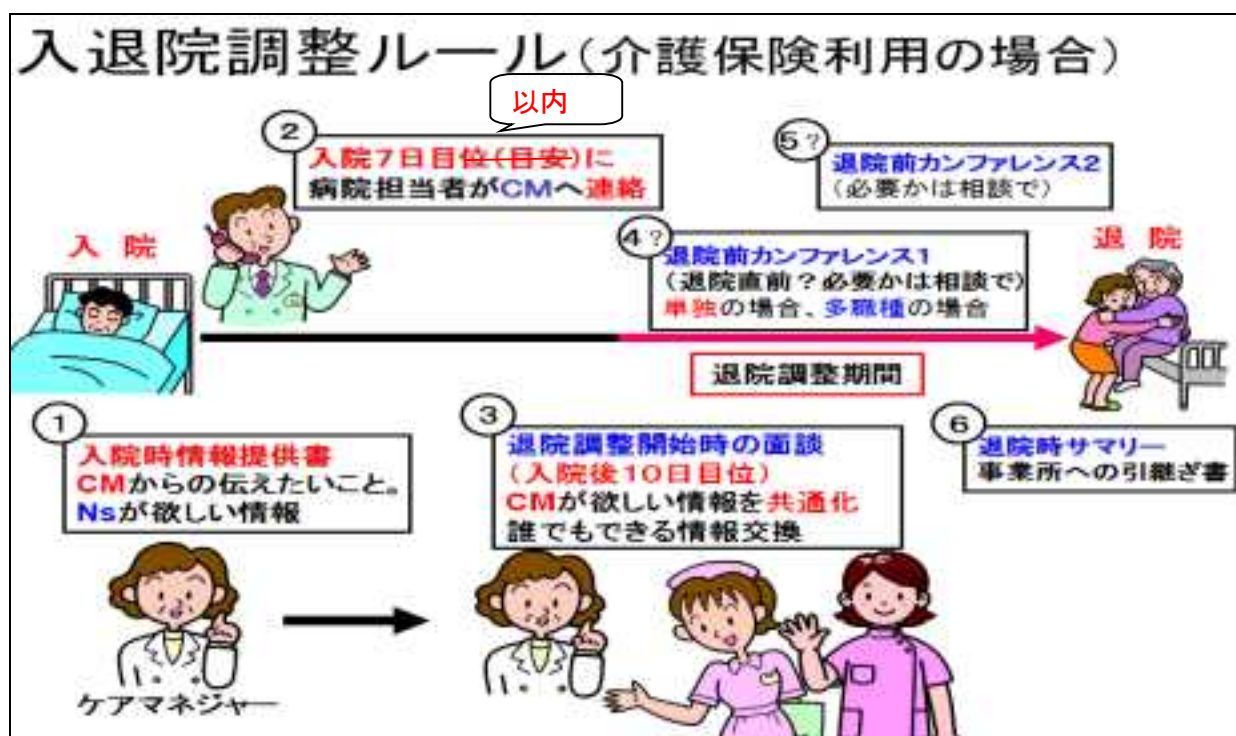 入退院調整ルール(介護保険利用の場合)
以内
②
入院7日目位(目安)に
病院担当者がCMへ連絡
5?
退院前カンファレンス2
(必要かは相談で)
入院
4?
退院前カンファレンス1
(退院直前?必要かは相談で)
単独の場合、多職種の場合
退院
退院調整期間
①
入院時情報提供書
CMからの伝えたいこと。
Nsが欲しい情報
③
退院調整開始時の面談
(入院後10日目位)
CMが欲しい情報を共通化
誰でもできる情報交換
⑥
退院時サマリー
事業所への引継ぎ書
ケアマネジャー